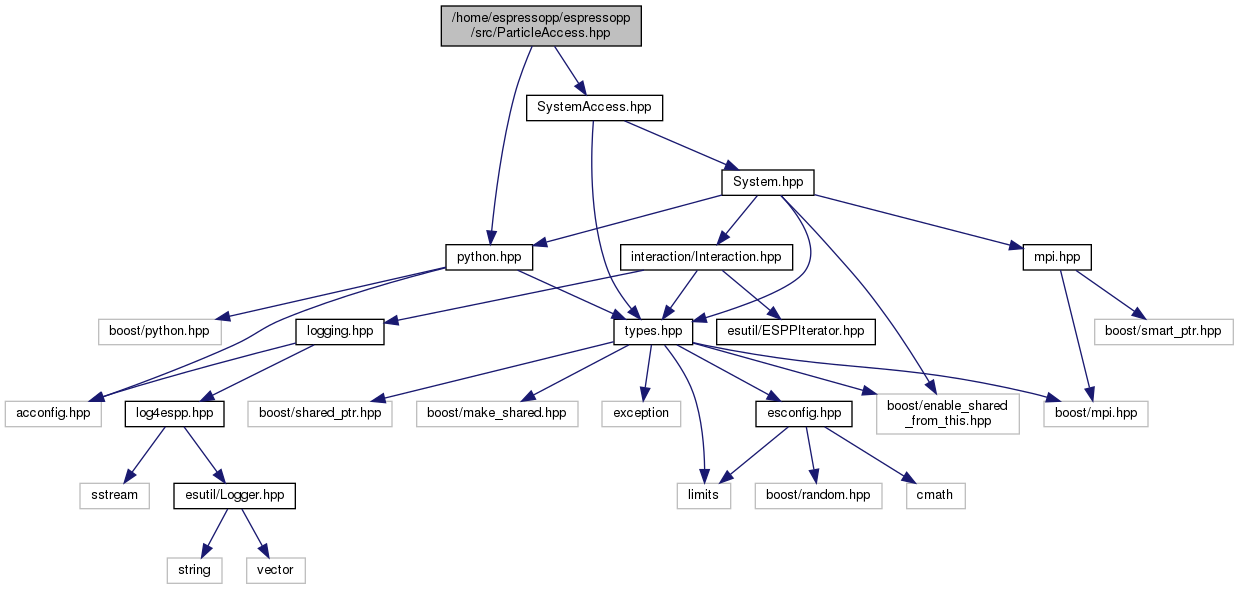 /home/espressopp/espressopp
/src/ParticleAccess.hpp
SystemAccess.hpp
System.hpp
python.hpp
interaction/Interaction.hpp
mpi.hpp
boost/python.hpp
logging.hpp
types.hpp
esutil/ESPPIterator.hpp
boost/smart_ptr.hpp
acconfig.hpp
log4espp.hpp
boost/shared_ptr.hpp
boost/make_shared.hpp
exception
esconfig.hpp
boost/enable_shared
_from_this.hpp
boost/mpi.hpp
sstream
esutil/Logger.hpp
limits
boost/random.hpp
cmath
string
vector